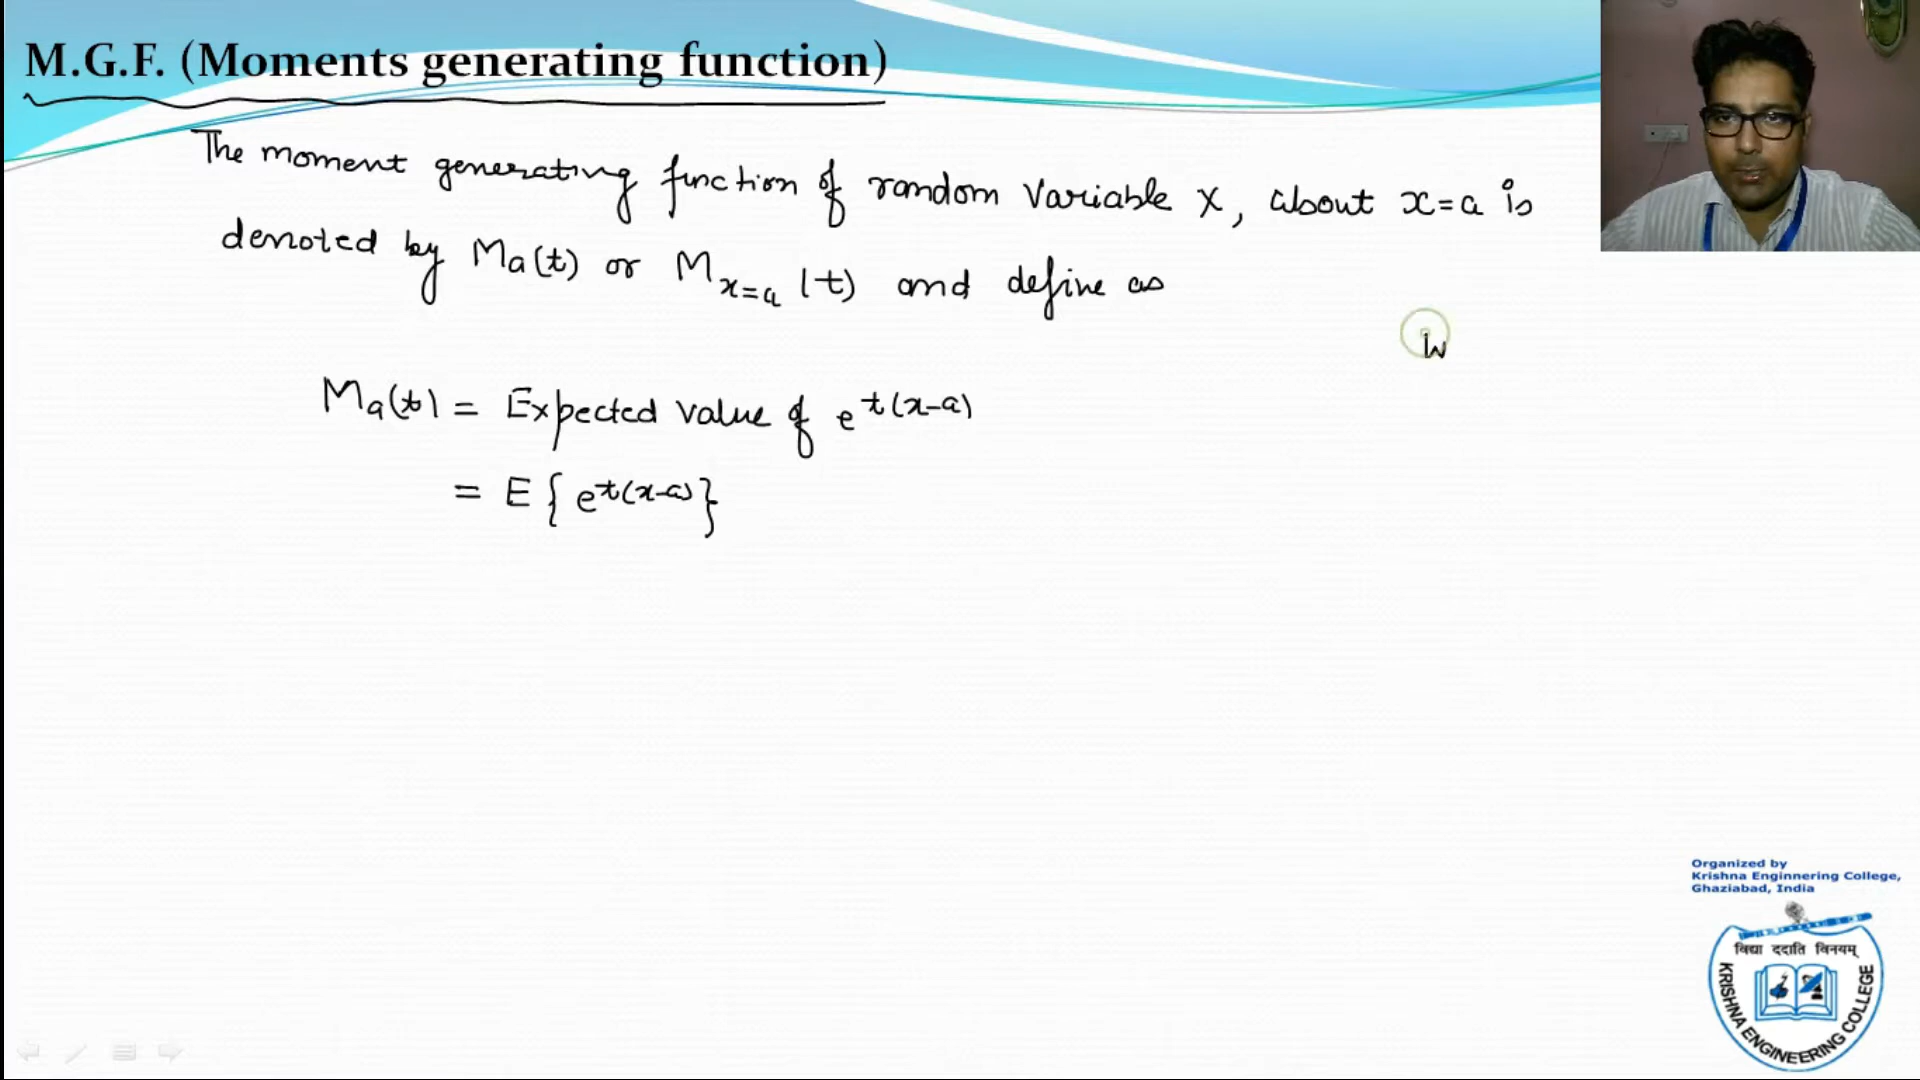 M.G.F. (Moments generating function)
The moment generating function of random variable X, about x=a is
denoted by Ma(t) or Mx=a (t) and define as
w
Ma(t) = Expected value of e^t(x-a)
= E { e^t(x-a) }
Organized by
Krishna Enginnering College,
Ghaziabad, India
विद्या ददाति विनयम्
KRISHNA ENGINEERING COLLEGE